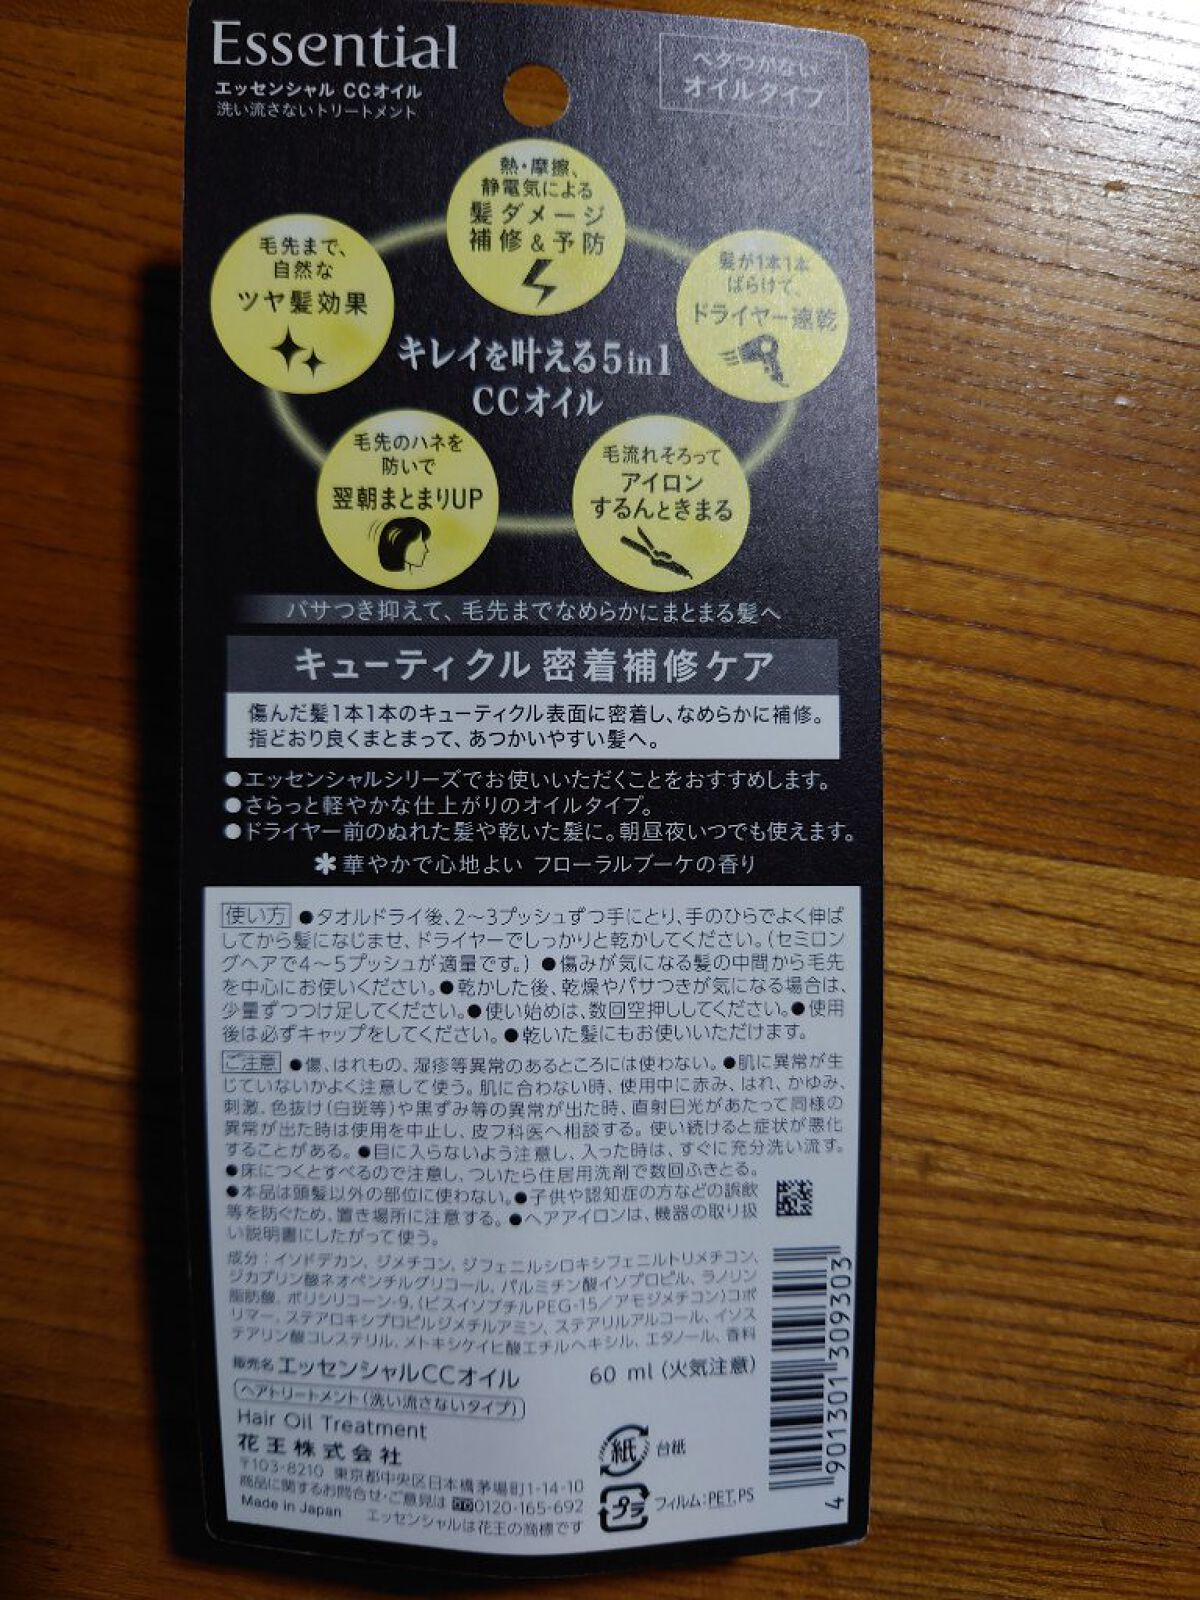 Essential
エッセンシャル CCオイル
洗い流さないトリートメント
ベタつかない
オイルタイプ
熱・摩擦、
静電気による
髪ダメージ
補修&予防
毛先まで、
自然な
ツヤ髪効果
髪が1本1本
ばらけて、
ドライヤー速乾
キレイを叶える5in1
CCオイル
毛先のハネを
防いで
翌朝まとまりUP
毛流れそろって
アイロン
するんときまる
パサつき抑えて、毛先までなめらかにまとまる髪へ
キューティクル 密着補修ケア
傷んだ髪1本1本のキューティクル表面に密着し、なめらかに補修。
指どおり良くまとまって、あつかいやすい髪へ。
●エッセンシャルシリーズでお使いいただくことをおすすめします。
●さらっと軽やかな仕上がりのオイルタイプ。
●ドライヤー前のぬれた髪や乾いた髪に。朝昼夜いつでも使えます。
✻華やかで心地よい フローラルブーケの香り
使い方 ●タオルドライ後、2〜3プッシュずつ手にとり、手のひらでよく伸ば
してから髪になじませ、ドライヤーでしっかりと乾かしてください。(セミロン
グヘアで4〜5プッシュが適量です。) ●傷みが気になる髪の中間から毛先
を中心にお使いください。●乾かした後、乾燥やパサつきが気になる場合は、
少量ずつつけ足してください。●使い始めは、数回空押ししてください。●使用
後は必ずキャップをしてください。●乾いた髪にもお使いいただけます。
ご注意 ●傷、はれもの、湿疹等異常のあるところには使わない。●肌に異常が生
じていないかよく注意して使う。肌に合わない時、使用中に赤み、はれ、かゆみ、
刺激、色抜け(白斑等)や黒ずみ等の異常が出た時、直射日光があたって同様の
異常が出た時は使用を中止し、皮フ科医へ相談する。使い続けると症状が悪化
することがある。●目に入らないよう注意し、入った時は、すぐに充分洗い流す。
●床につくとすべるので注意し、ついたら住居用洗剤で数回ふきとる。
●本品は頭髪以外の部位に使わない。●子供や認知症の方などの誤飲
等を防ぐため、置き場所に注意する。●ヘアアイロンは、機器の取り扱
い説明書にしたがって使う。
成分：イソドデカン、ジメチコン、ジフェニルシロキシフェニルトリメチコン、
ジカプリン酸ネオペンチルグリコール、パルミチン酸イソプロピル、ラノリン
脂肪酸、ポリシリコーン-9、(ビスイソブチルPEG-15/アモジメチコン)コポ
リマー、ステアロキシプロピルジメチルアミン、ステアリルアルコール、イソス
テアリン酸コレステリル、メトキシケイヒ酸エチルヘキシル、エタノール、香料
販売名 エッセンシャルCCオイル
60 ml (火気注意)
ヘアトリートメント(洗い流さないタイプ)
Hair Oil Treatment
花王株式会社
〒103-8210 東京都中央区日本橋茅場町1-14-10
商品に関するお問合せ・ご意見は 0120-165-692
Made in Japan エッセンシャルは花王の商標です
紙 台紙
プラ フィルム:PET,PS
4 901301 309303